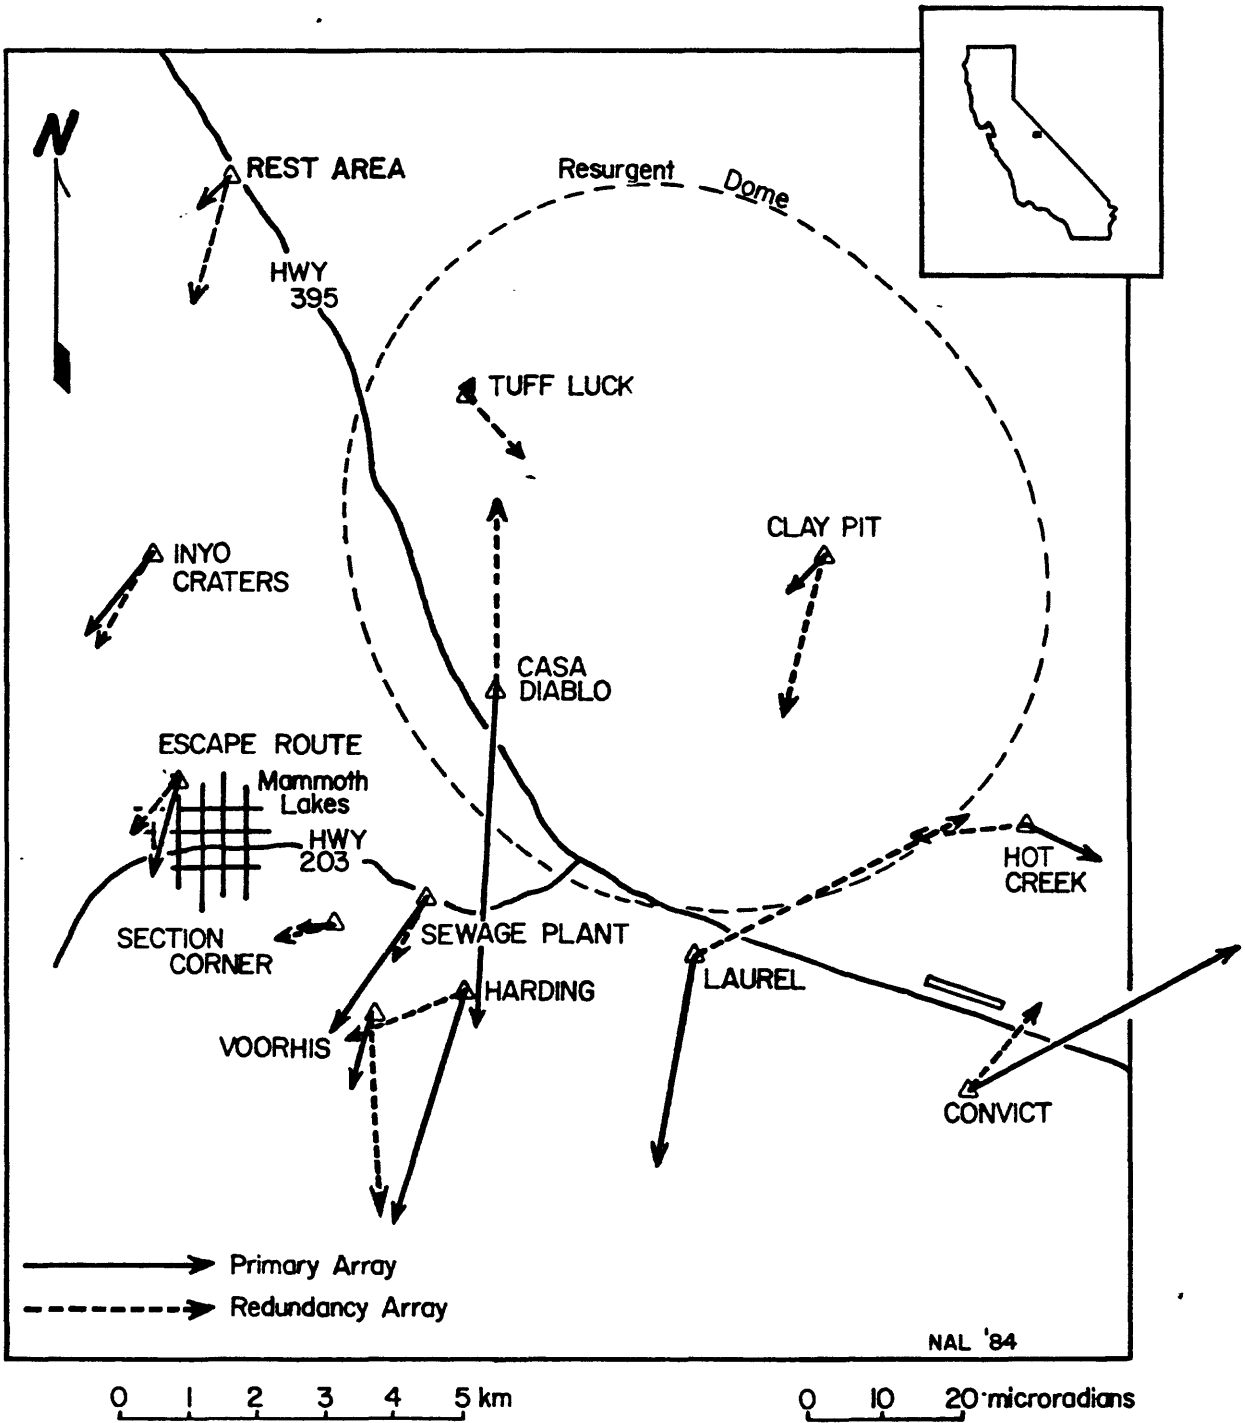 N
REST AREA
Resurgent Dome
HWY
395
TUFF LUCK
CLAY PIT
INYO
CRATERS
CASA
DIABLO
ESCAPE ROUTE
Mammoth
Lakes
HWY
203
HOT
CREEK
SECTION
CORNER
SEWAGE PLANT
LAUREL
HARDING
VOORHIS
CONVICT
Primary Array
Redundancy Array
NAL '84
0 1 2 3 4 5 km
0 10 20 microradians